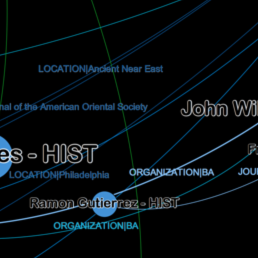 LOCATION|Ancient Near East
nal of the American Oriental Society
John Wil
es - HIST
F
LOCATION|Philadelphia
ORGANIZATION|BA
JOU
Ramon Gutierrez - HIST
ORGANIZATION|BA